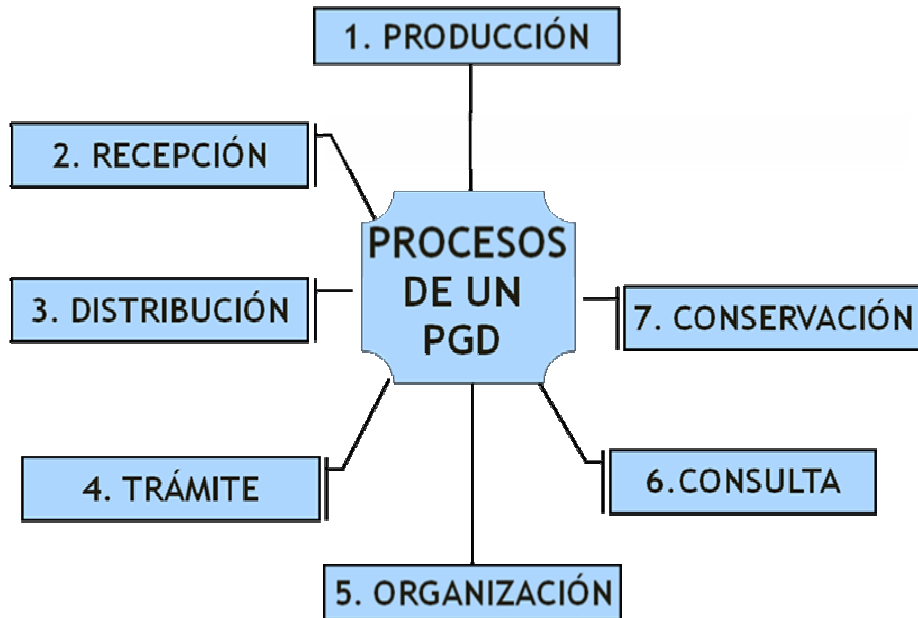 1. PRODUCCIÓN
2. RECEPCIÓN
3. DISTRIBUCIÓN
4. TRÁMITE
5. ORGANIZACIÓN
6.CONSULTA
7. CONSERVACIÓN
PROCESOS
DE UN
PGD